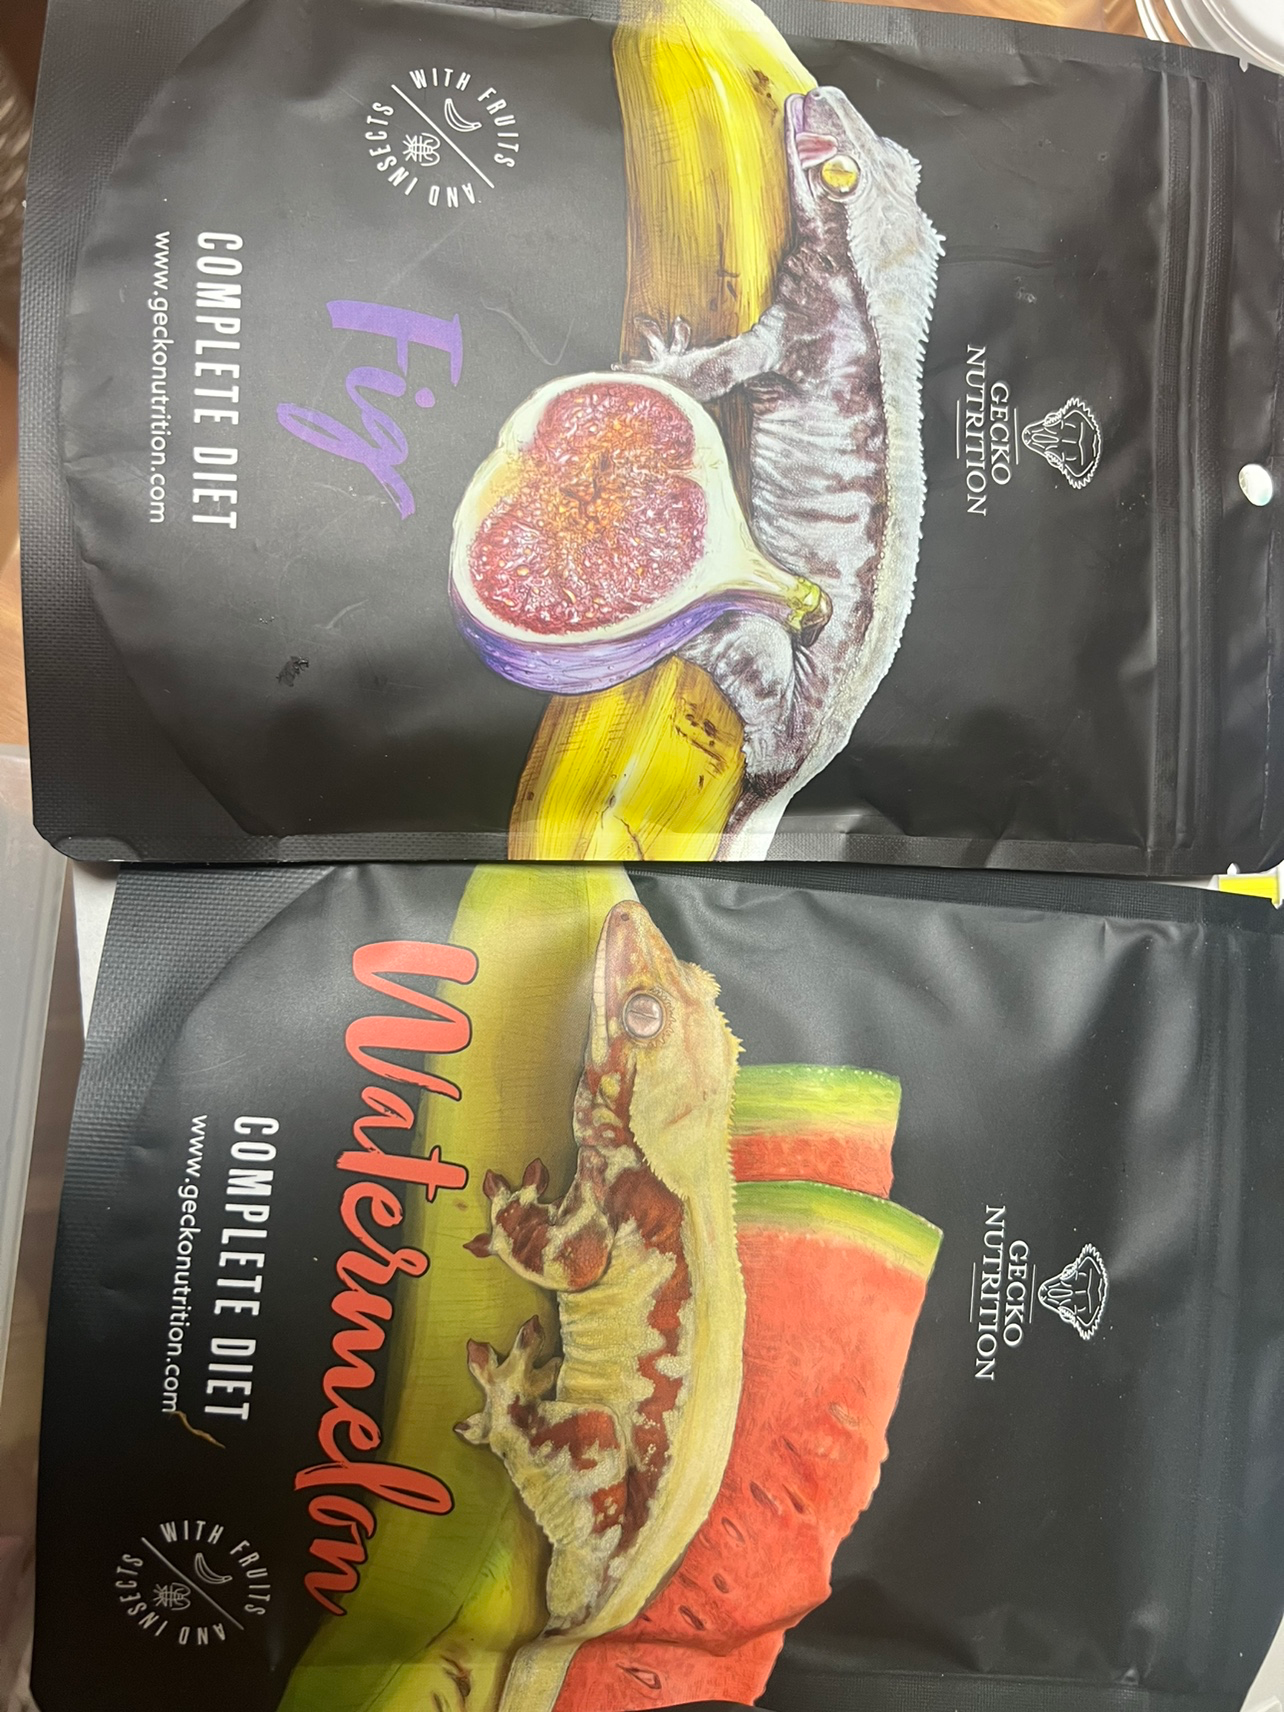 GECKO
NUTRITION
Fig
COMPLETE DIET
www.geckonutrition.com
WITH FRUITS
AND INSECTS
GECKO
NUTRITION
Watermelon
COMPLETE DIET
www.geckonutrition.com
WITH FRUITS
AND INSECTS